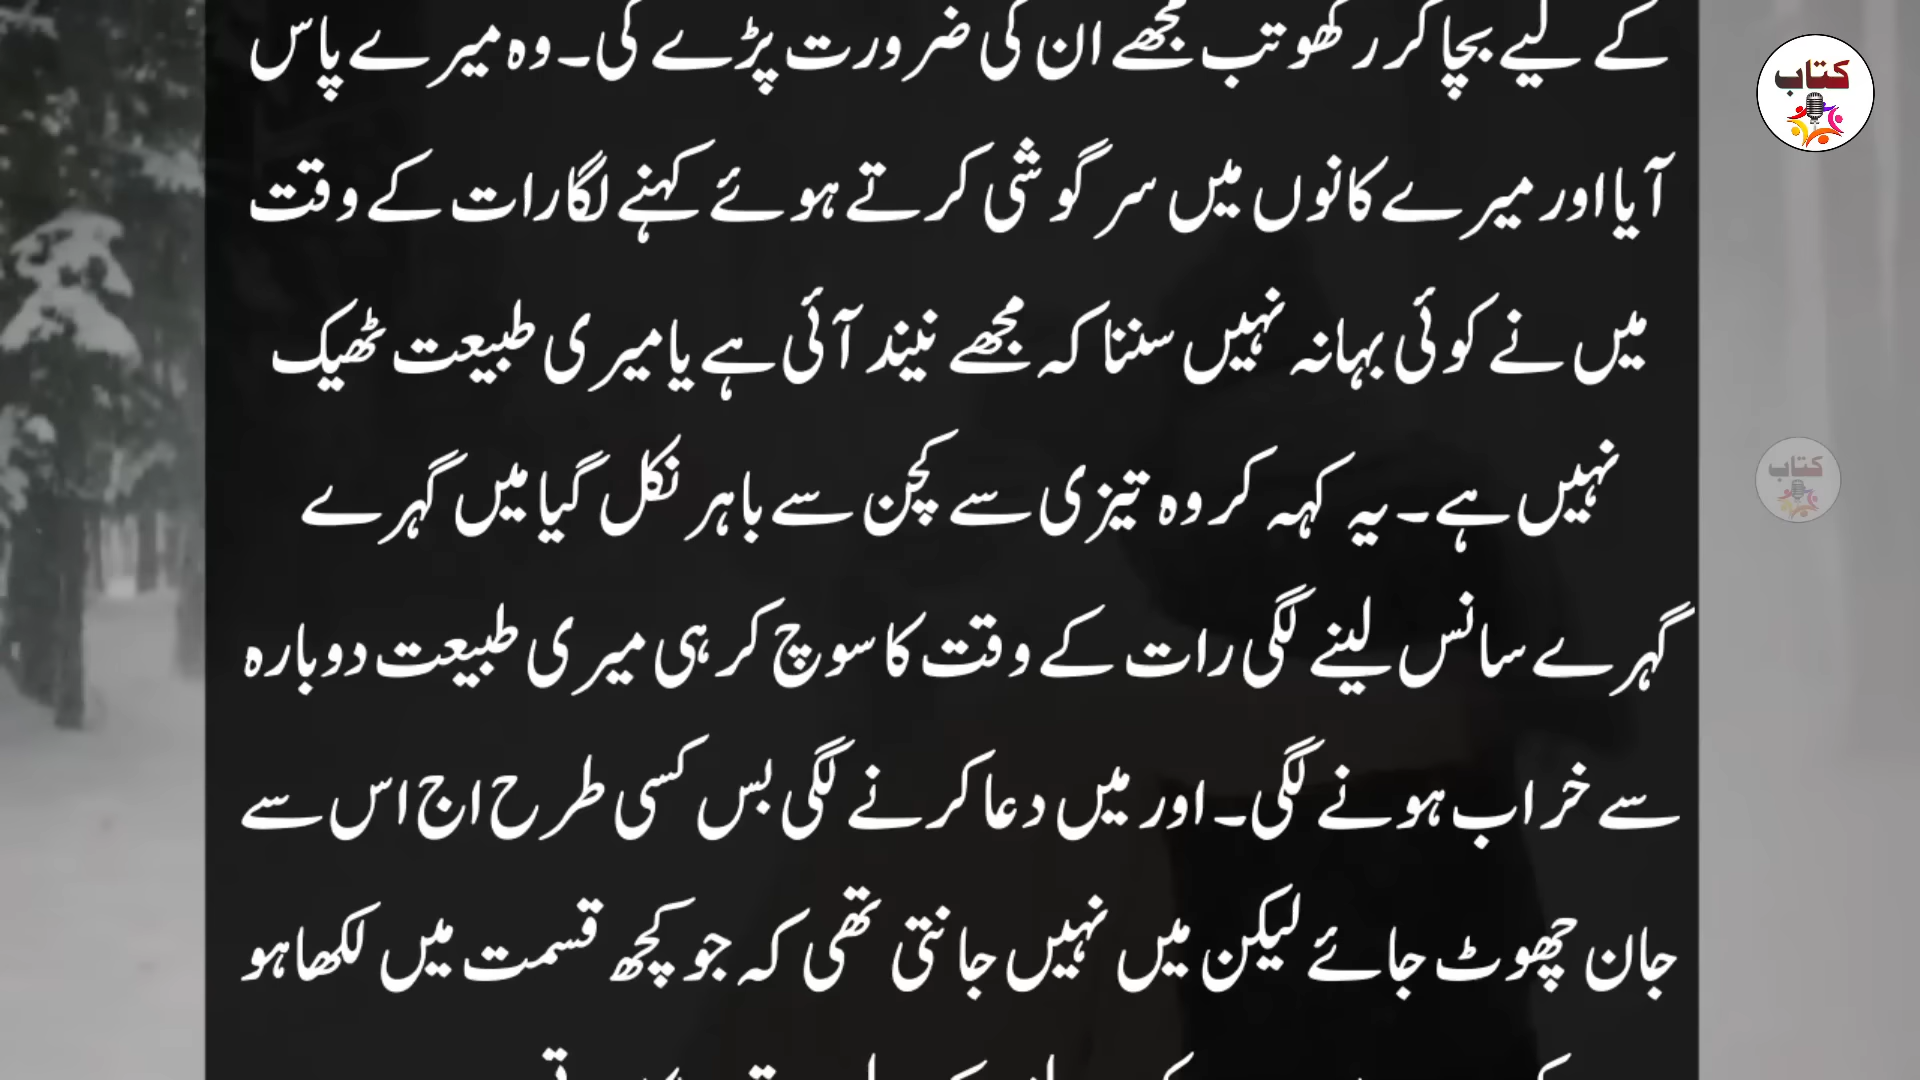 کے لیے بچا کر رکھو تب مجھے ان کی ضرورت پڑے کی۔ وہ میرے پاس
آیا اور میرے کانوں میں سرگوشی کرتے ہوئے کہنے لگا رات کے وقت
میں نے کوئی بہانہ نہیں سننا کہ مجھے نیند آئی ہے یا میری طبیعت ٹھیک
نہیں ہے۔ یہ کہہ کر وہ تیزی سے کچن سے باہر نکل گیا میں گہرے
گہرے سانس لینے لگی رات کے وقت کا سوچ کر ہی میری طبیعت دوبارہ
سے خراب ہونے لگی۔ اور میں دعا کرنے لگی بس کسی طرح اج اس سے
جان چھوٹ جائے لیکن میں نہیں جانتی تھی کہ جو کچھ قسمت میں لکھا ہو
کتاب
کتاب